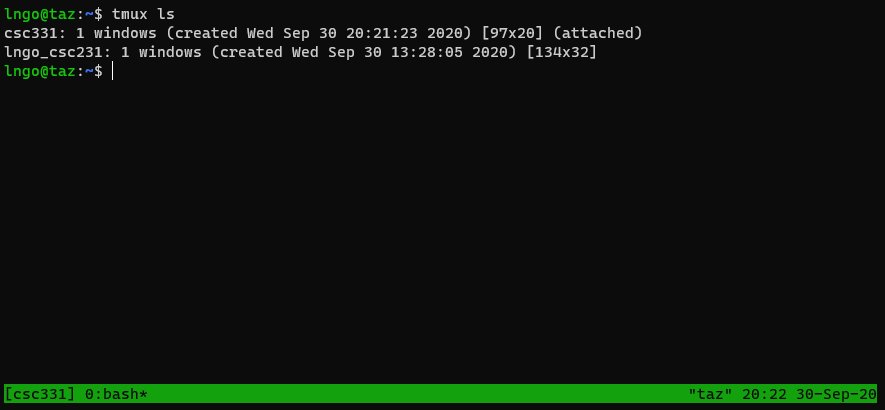 lngo@taz:~$ tmux ls
csc331: 1 windows (created Wed Sep 30 20:21:23 2020) [97x20] (attached)
lngo_csc231: 1 windows (created Wed Sep 30 13:28:05 2020) [134x32]
lngo@taz:~$
[csc331] 0:bash* "taz" 20:22 30-Sep-20